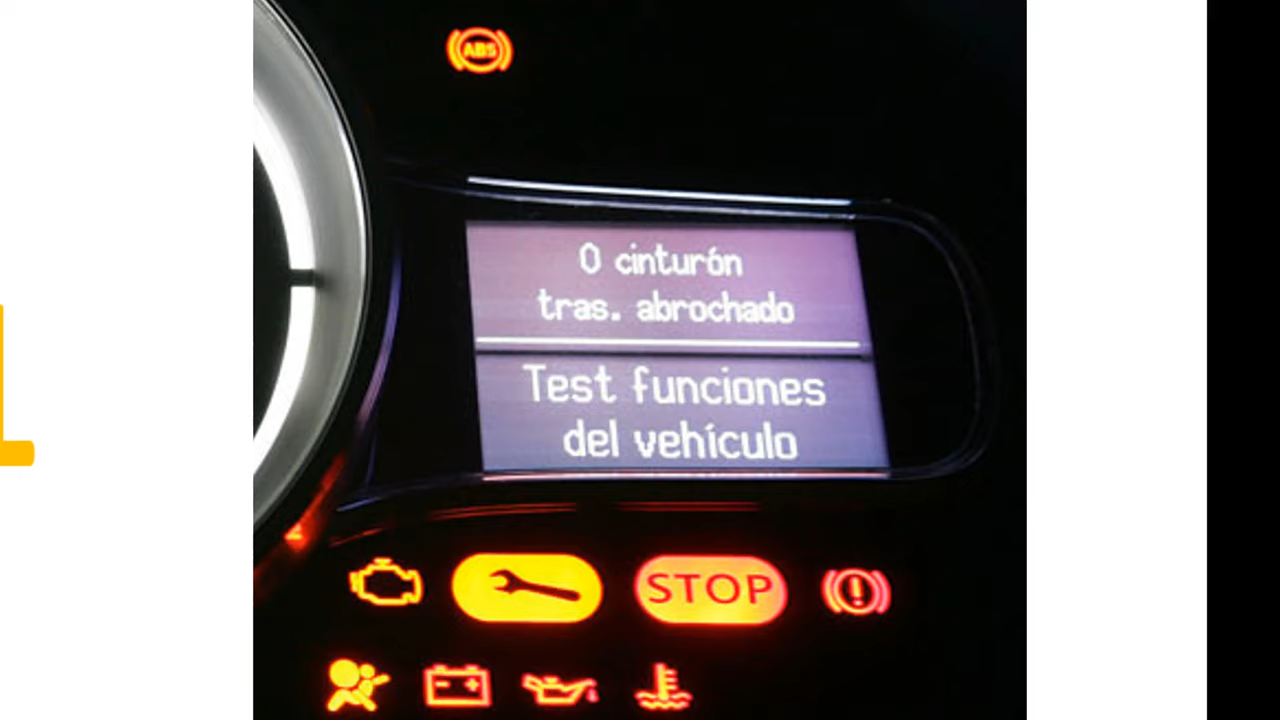 ABS
0 cinturón
tras. abrochado
Test funciones
del vehículo
STOP